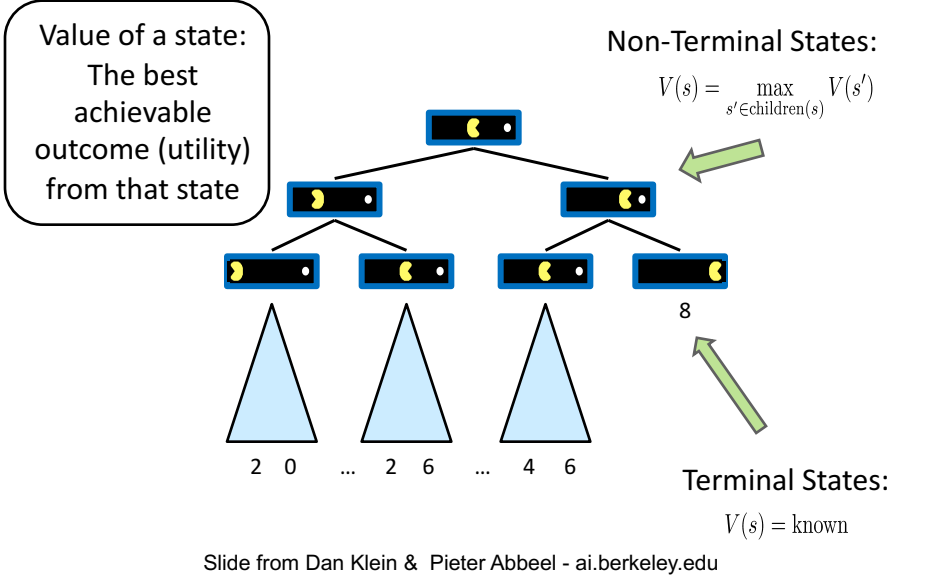 Value of a state:
The best
achievable
outcome (utility)
from that state
Non-Terminal States:
V(s) = max V(s′)
s′∈children(s)
8
2 0 ... 2 6 ... 4 6
Terminal States:
V(s) = known
Slide from Dan Klein & Pieter Abbeel - ai.berkeley.edu